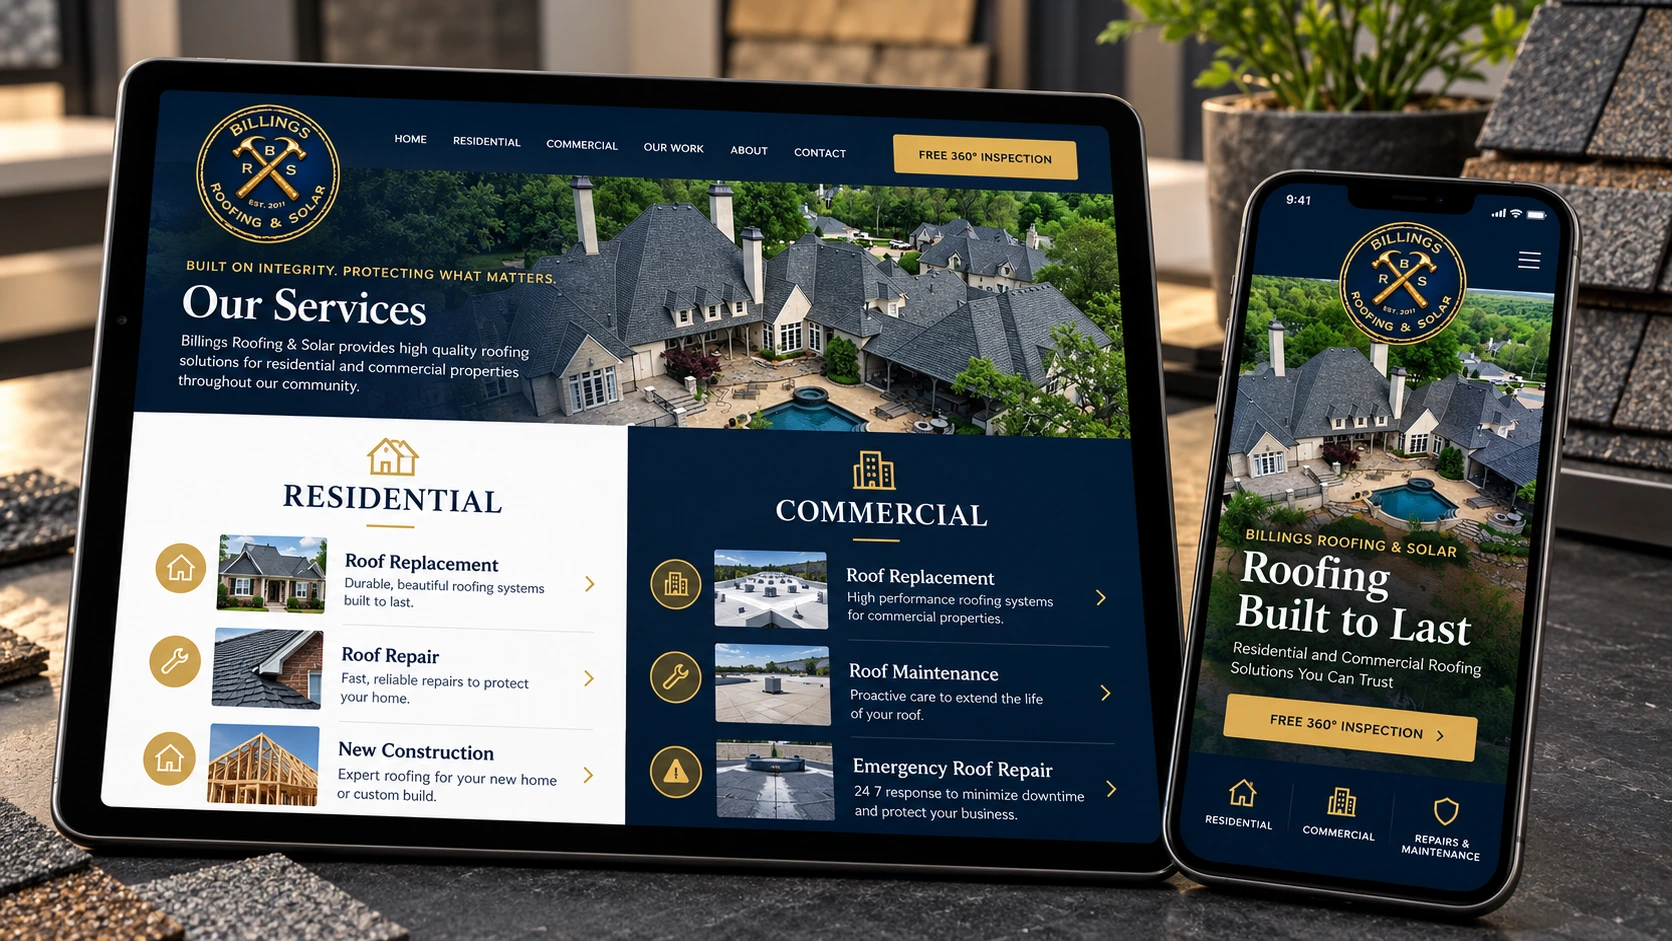 BILLINGS
B
R S
EST. 2011
ROOFING & SOLAR
HOME RESIDENTIAL COMMERCIAL OUR WORK ABOUT CONTACT
FREE 360° INSPECTION
BUILT ON INTEGRITY. PROTECTING WHAT MATTERS.
Our Services
Billings Roofing & Solar provides high quality roofing
solutions for residential and commercial properties
throughout our community.
RESIDENTIAL
Roof Replacement
Durable, beautiful roofing systems
built to last.
Roof Repair
Fast, reliable repairs to protect
your home.
New Construction
Expert roofing for your new home
or custom build.
COMMERCIAL
Roof Replacement
High performance roofing systems
for commercial properties.
Roof Maintenance
Proactive care to extend the life
of your roof.
Emergency Roof Repair
24 7 response to minimize downtime
and protect your business.
9:41
BILLINGS
B
R S
EST. 2011
ROOFING & SOLAR
BILLINGS ROOFING & SOLAR
Roofing
Built to Last
Residential and Commercial Roofing
Solutions You Can Trust
FREE 360° INSPECTION
RESIDENTIAL
COMMERCIAL
REPAIRS &
MAINTENANCE